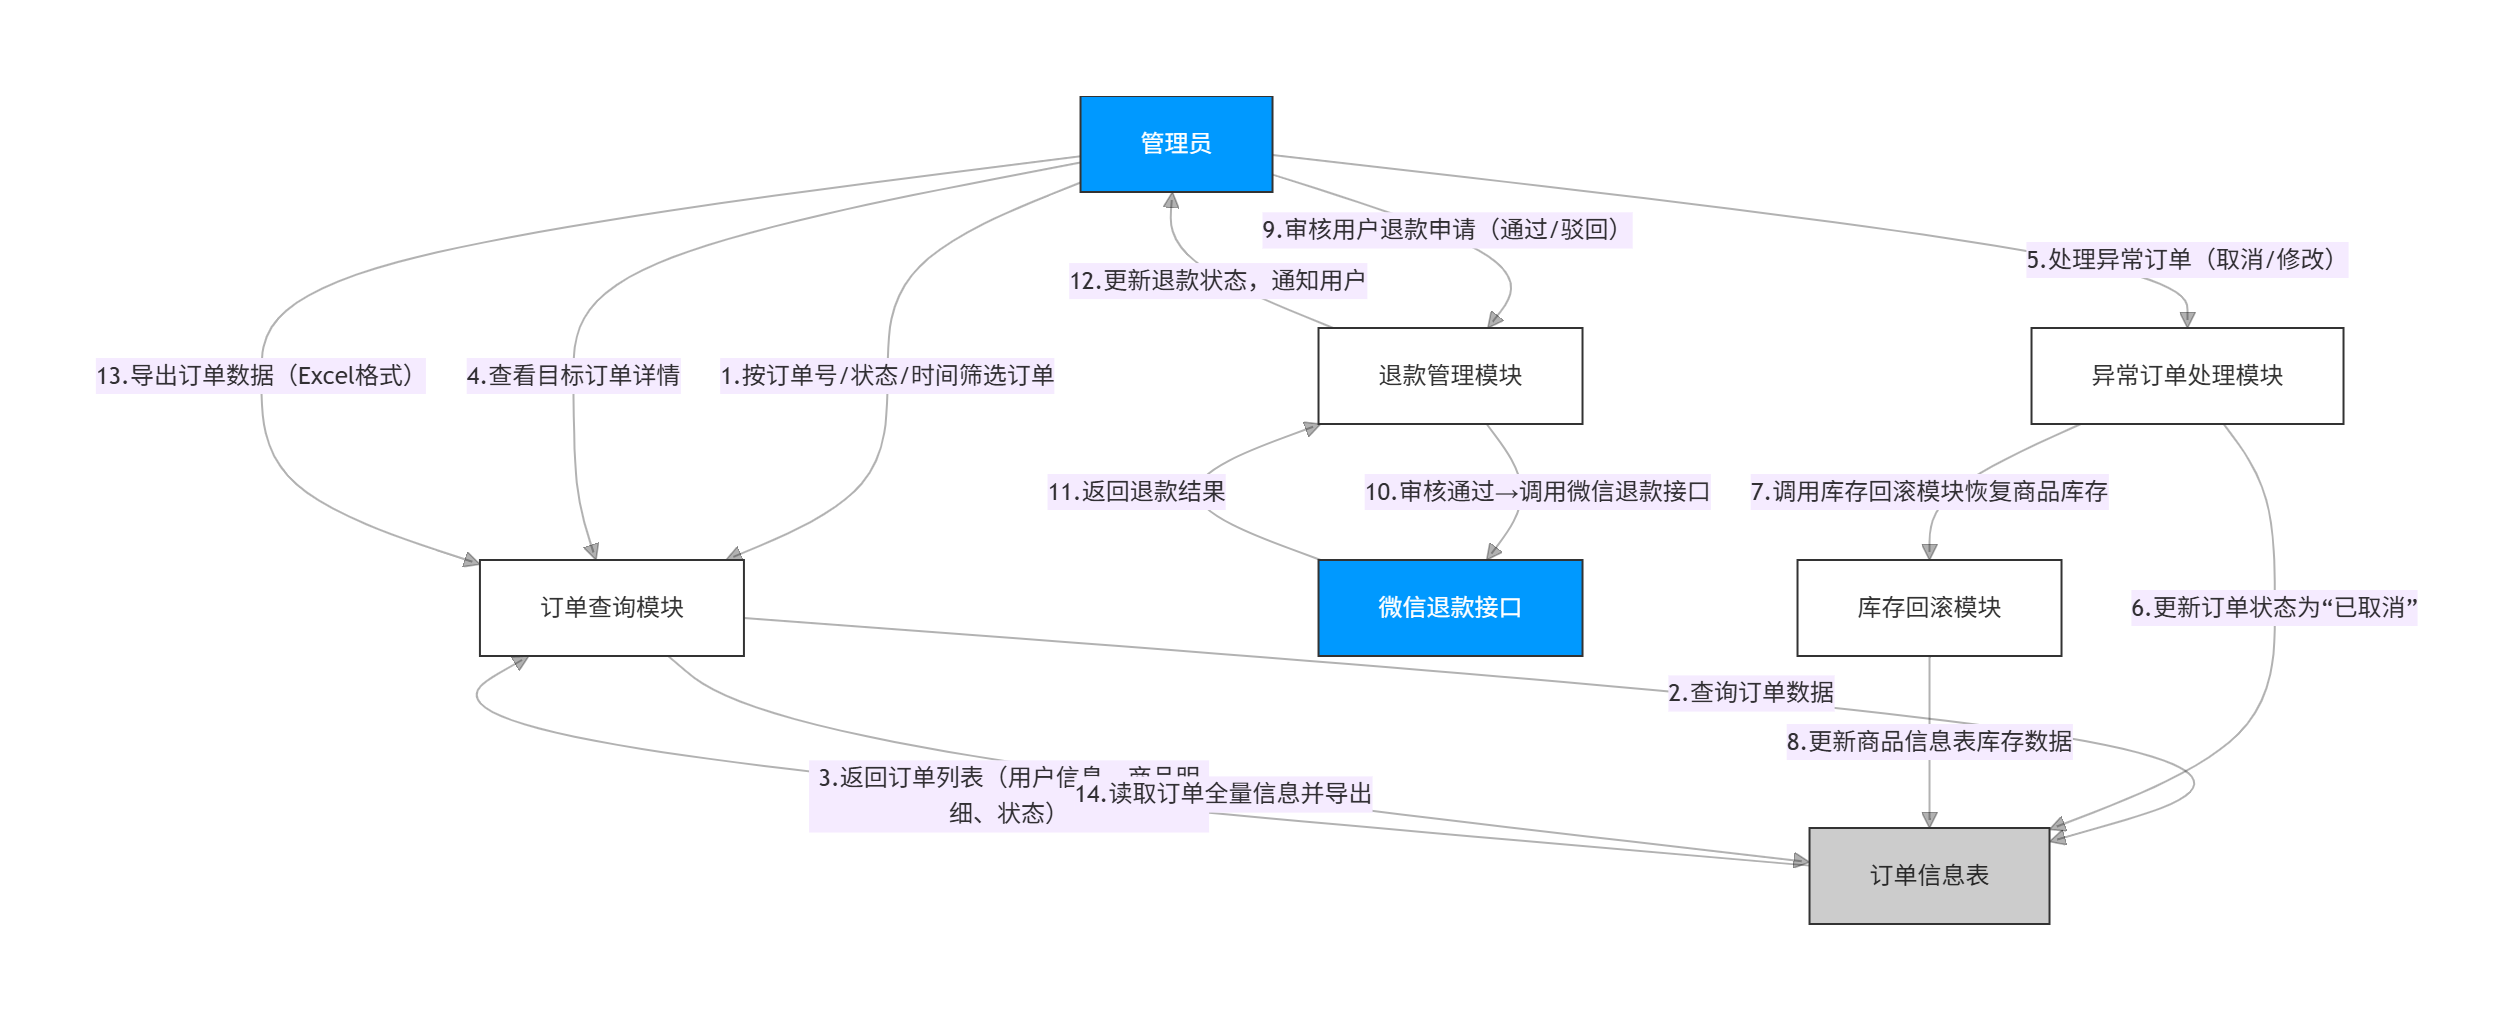 管理员
9.审核用户退款申请（通过/驳回）
5.处理异常订单（取消/修改）
12.更新退款状态，通知用户
13.导出订单数据（Excel格式）
4.查看目标订单详情
1.按订单号/状态/时间筛选订单
退款管理模块
异常订单处理模块
11.返回退款结果
10.审核通过→调用微信退款接口
7.调用库存回滚模块恢复商品库存
订单查询模块
微信退款接口
库存回滚模块
6.更新订单状态为“已取消”
2.查询订单数据
8.更新商品信息表库存数据
3.返回订单列表（用户信息、商品明
细、状态）
14.读取订单全量信息并导出
订单信息表